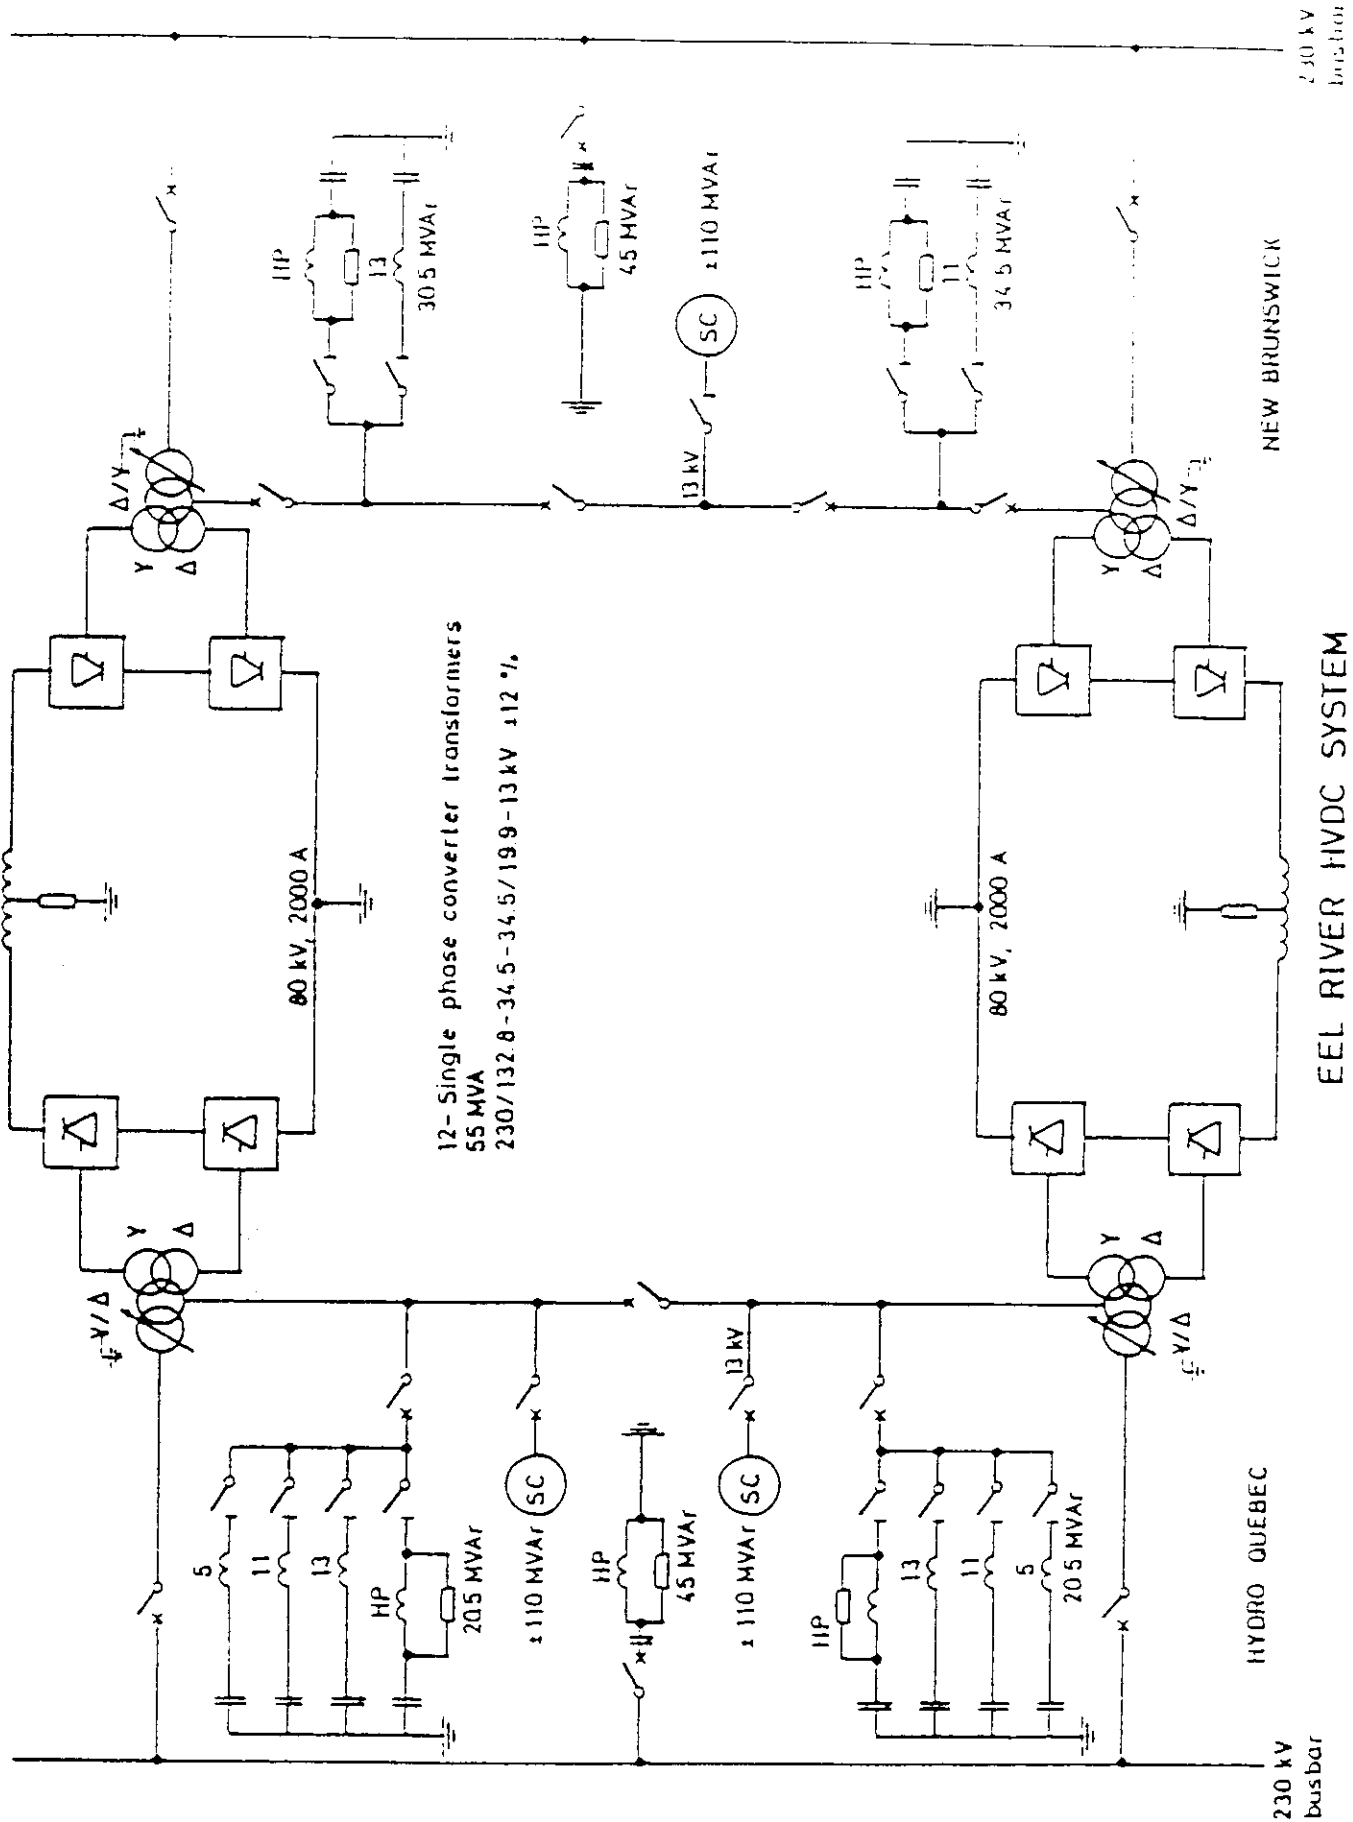 230 kV
busbar
HYDRO QUEBEC
5
11
13
HP
20.5 MVAr
SC
± 110 MVAr
HP
45 MVAr
SC
± 110 MVAr
13 kV
HP
13
11
5
20.5 MVAr
Y/Δ
Y
Δ
Y/Δ
Y
Δ
80 kV, 2000 A
12- Single phase converter transformers
55 MVA
230/132.8-34.5-34.5/19.9-13 kV ±12 %
80 kV, 2000 A
EEL RIVER HVDC SYSTEM
Y
Δ
Δ/Y
Y
Δ
Δ/Y
HP
13
30.5 MVAr
HP
45 MVAr
13 kV
SC
±110 MVAr
HP
11
34.5 MVAr
NEW BRUNSWICK
230 kV
busbar